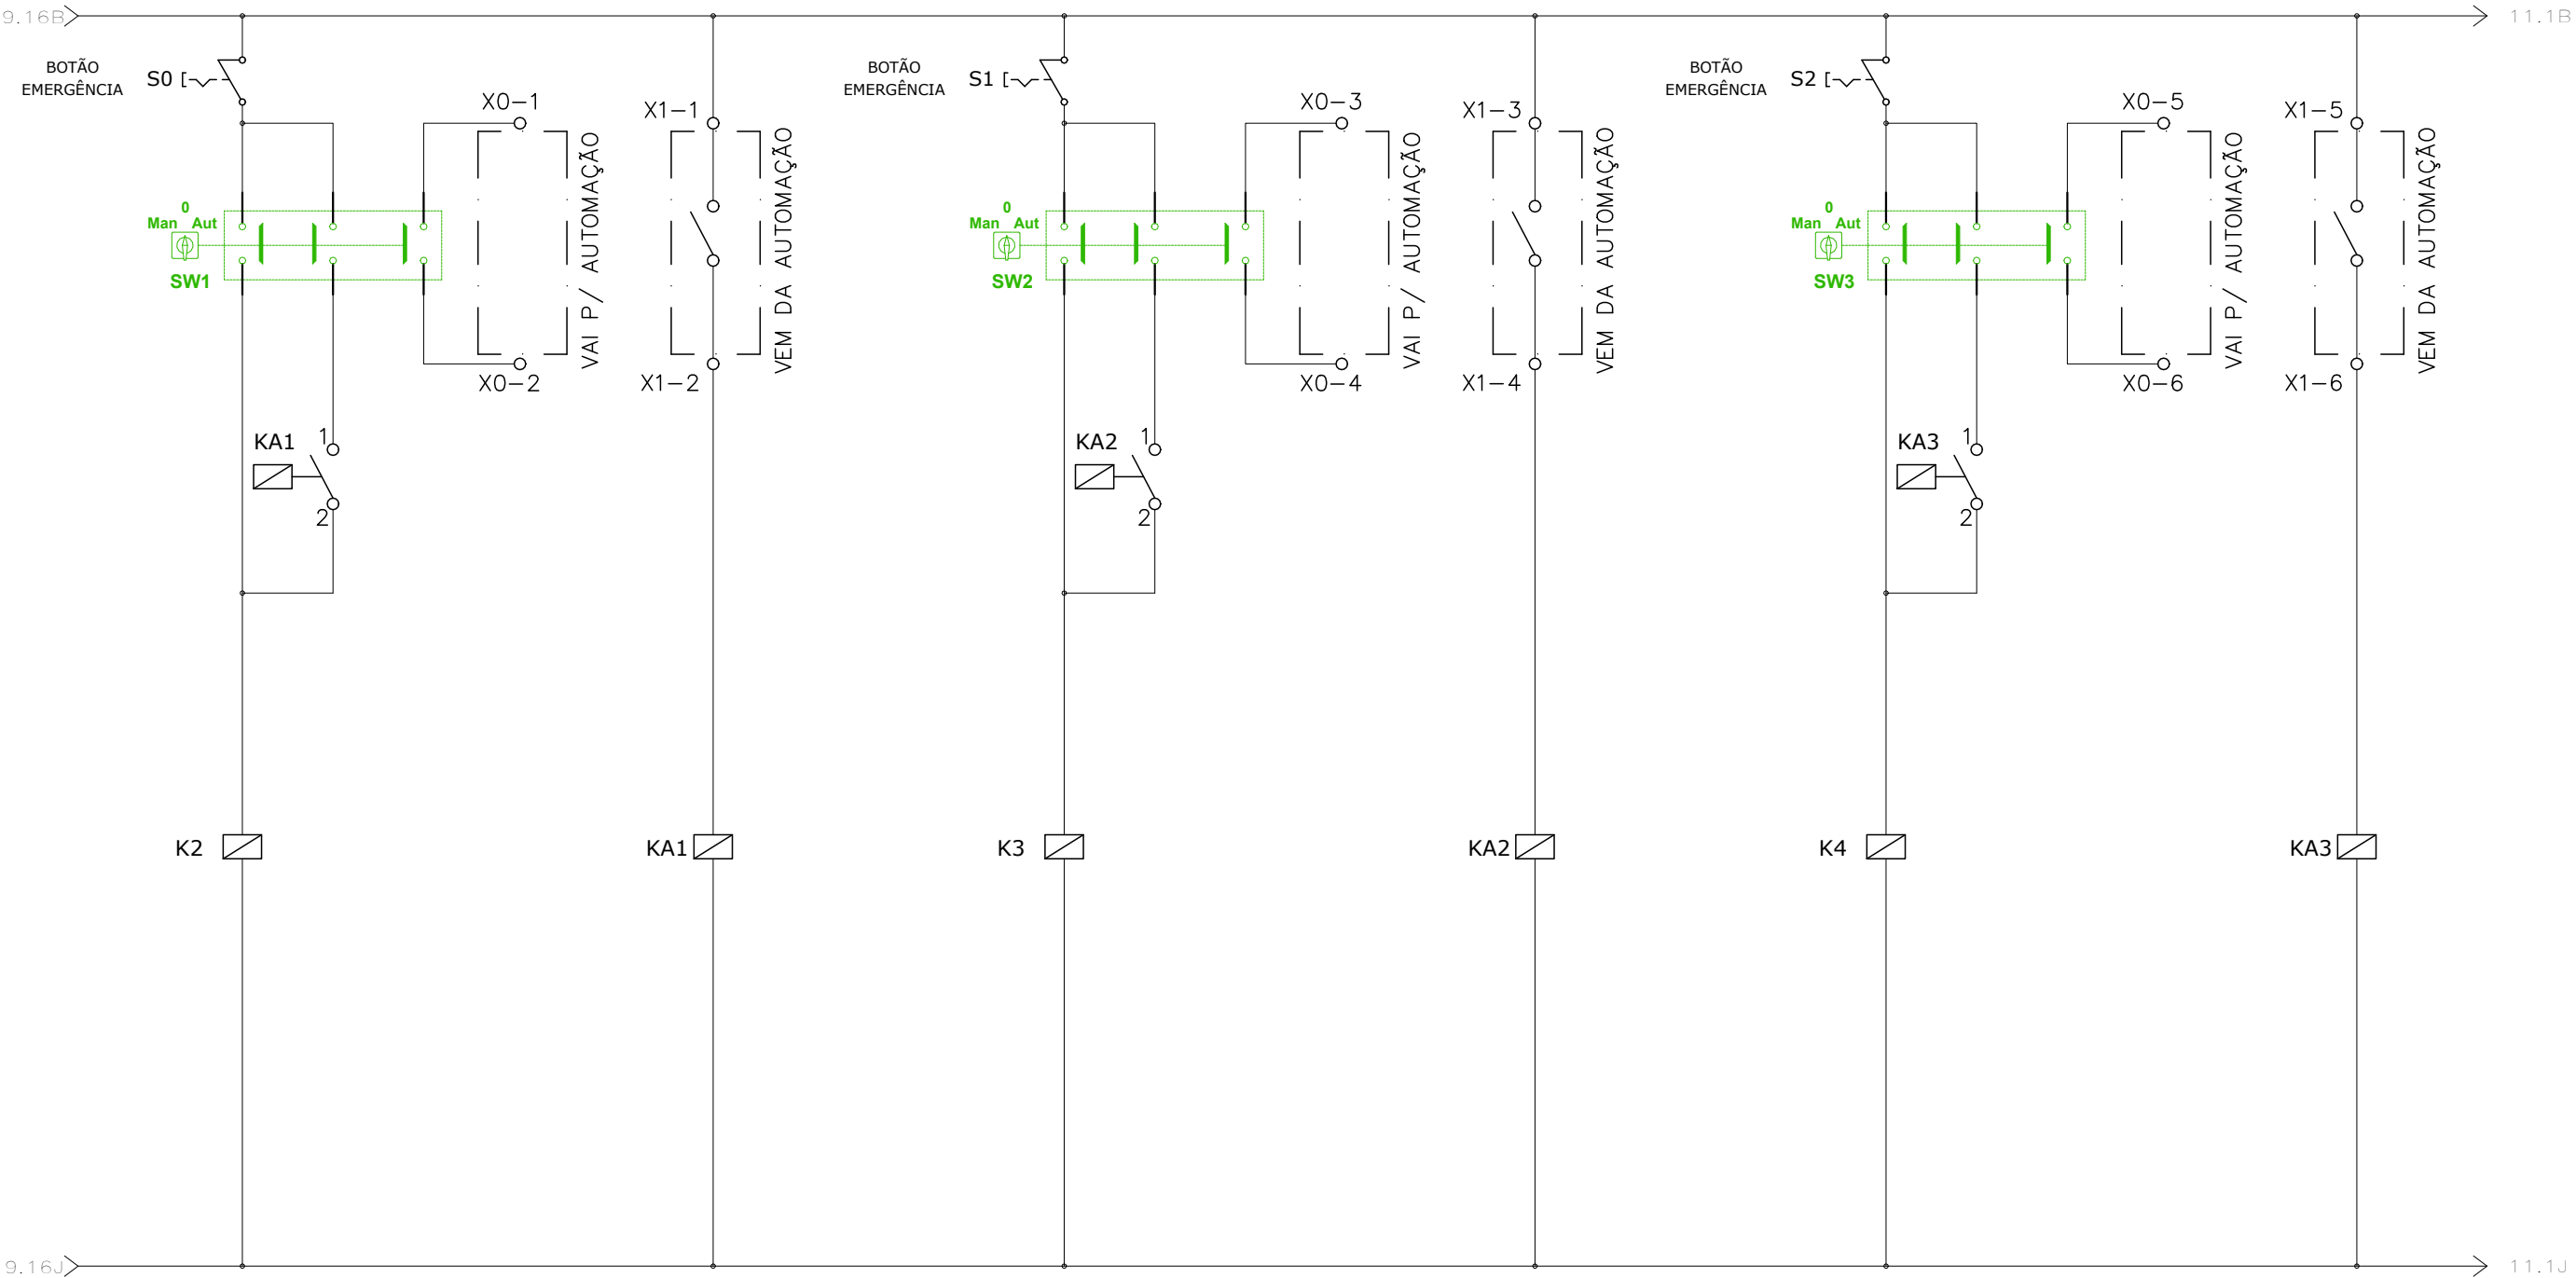 9.16B
11.1B
BOTÃO
EMERGÊNCIA
S0
X0-1
X1-1
VAI P/ AUTOMAÇÃO
VEM DA AUTOMAÇÃO
0
Man Aut
SW1
X0-2
X1-2
KA1
1
2
K2
KA1
BOTÃO
EMERGÊNCIA
S1
X0-3
X1-3
VAI P/ AUTOMAÇÃO
VEM DA AUTOMAÇÃO
0
Man Aut
SW2
X0-4
X1-4
KA2
1
2
K3
KA2
BOTÃO
EMERGÊNCIA
S2
X0-5
X1-5
VAI P/ AUTOMAÇÃO
VEM DA AUTOMAÇÃO
0
Man Aut
SW3
X0-6
X1-6
KA3
1
2
K4
KA3
9.16J
11.1J